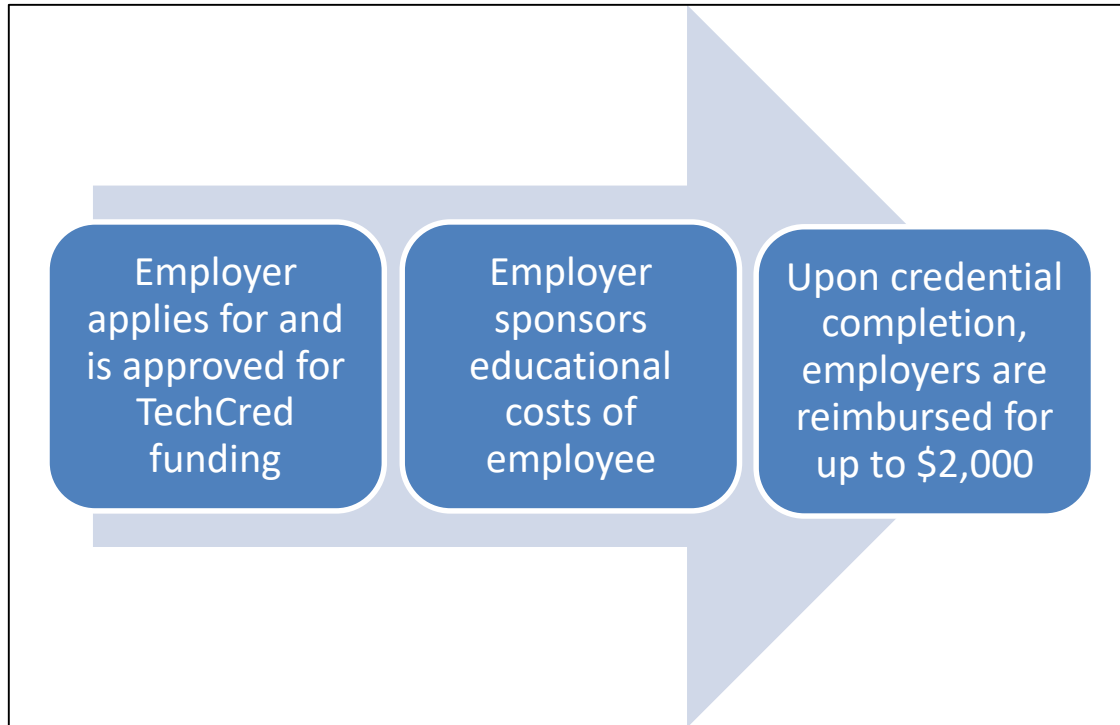 Employer
applies for and
is approved for
TechCred
funding
Employer
sponsors
educational
costs of
employee
Upon credential
completion,
employers are
reimbursed for
up to $2,000